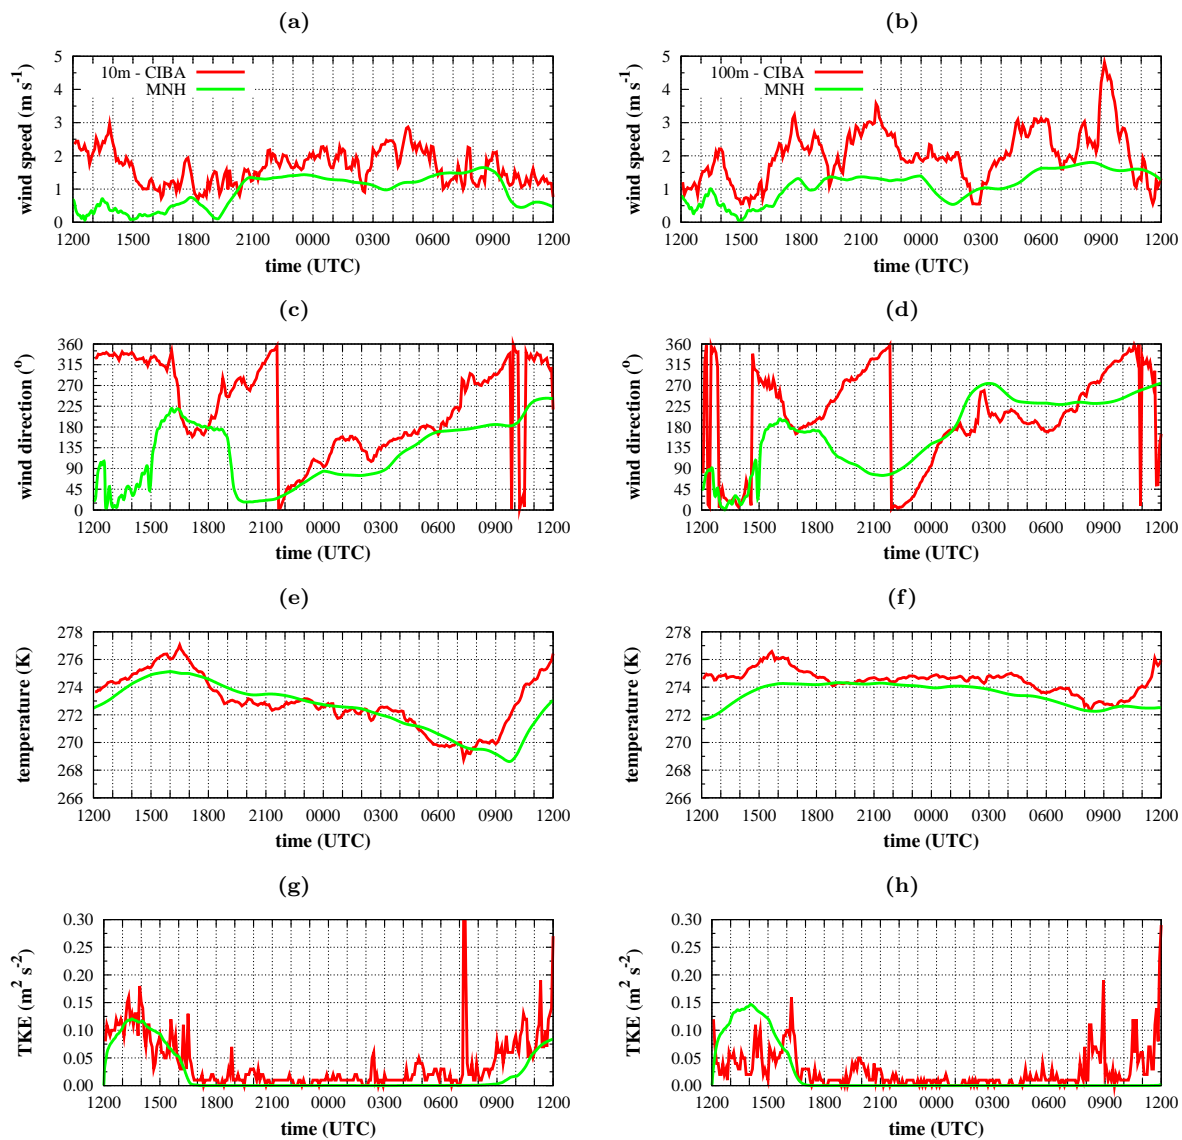 (a)
(b)
wind speed (m s⁻¹)
5
4
3
2
1
0
10m - CIBA
MNH
1200 1500 1800 2100 0000 0300 0600 0900 1200
time (UTC)
wind speed (m s⁻¹)
5
4
3
2
1
0
100m - CIBA
MNH
1200 1500 1800 2100 0000 0300 0600 0900 1200
time (UTC)
(c)
(d)
wind direction (⁰)
360
315
270
225
180
135
90
45
0
1200 1500 1800 2100 0000 0300 0600 0900 1200
time (UTC)
wind direction (⁰)
360
315
270
225
180
135
90
45
0
1200 1500 1800 2100 0000 0300 0600 0900 1200
time (UTC)
(e)
(f)
temperature (K)
278
276
274
272
270
268
266
1200 1500 1800 2100 0000 0300 0600 0900 1200
time (UTC)
temperature (K)
278
276
274
272
270
268
266
1200 1500 1800 2100 0000 0300 0600 0900 1200
time (UTC)
(g)
(h)
TKE (m² s⁻²)
0.30
0.25
0.20
0.15
0.10
0.05
0.00
1200 1500 1800 2100 0000 0300 0600 0900 1200
time (UTC)
TKE (m² s⁻²)
0.30
0.25
0.20
0.15
0.10
0.05
0.00
1200 1500 1800 2100 0000 0300 0600 0900 1200
time (UTC)